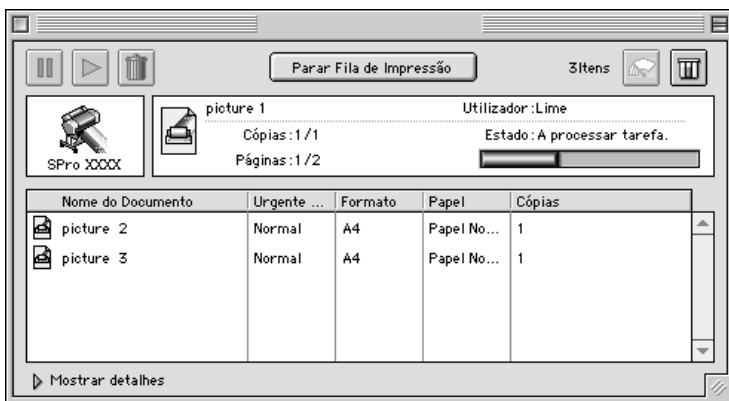 Parar Fila de Impressão 3Itens
picture 1 Utilizador :Lime
Cópias:1/1 Estado:A processar tarefa.
SPro XXXX Páginas:1/2
Nome do Documento Urgente ... Formato Papel Cópias
picture 2 Normal A4 Papel No... 1
picture 3 Normal A4 Papel No... 1
Mostrar detalhes